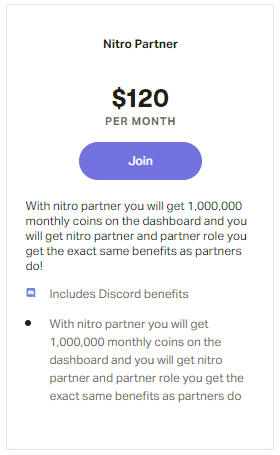 Nitro Partner
$120
PER MONTH
Join
With nitro partner you will get 1,000,000
monthly coins on the dashboard and you
will get nitro partner and partner role you
get the exact same benefits as partners
do!
Includes Discord benefits
With nitro partner you will get
1,000,000 monthly coins on the
dashboard and you will get nitro
partner and partner role you get the
exact same benefits as partners do